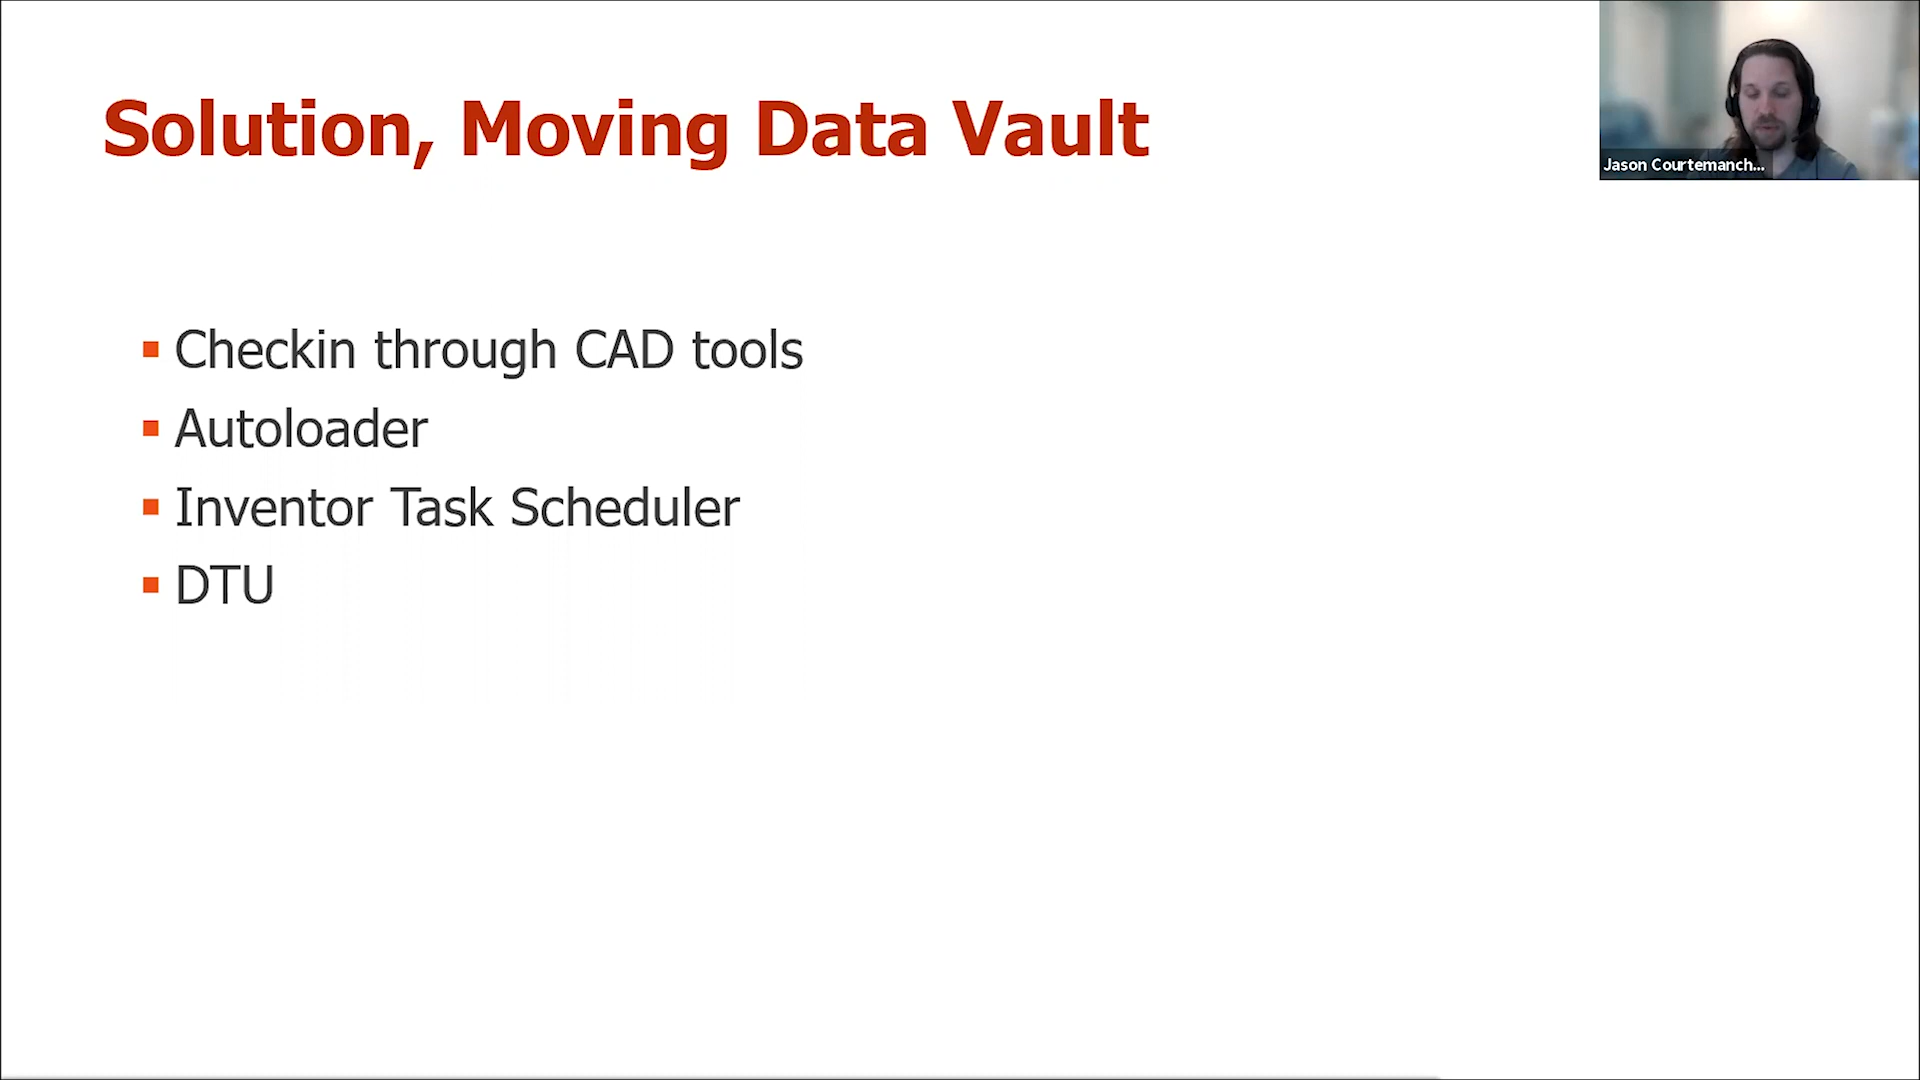 Solution, Moving Data Vault
Jason Courtemanch...
Checkin through CAD tools
Autoloader
Inventor Task Scheduler
DTU